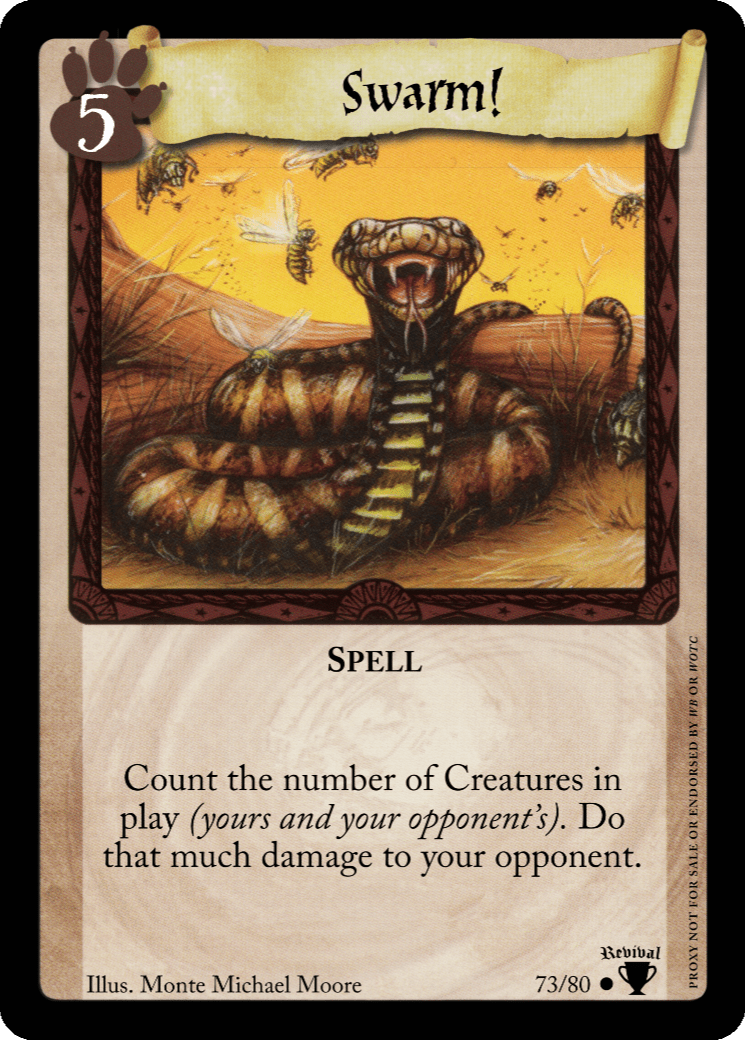 5
Swarm!
SPELL
Count the number of Creatures in
play (yours and your opponent's). Do
that much damage to your opponent.
PROXY NOT FOR SALE OR ENDORSED BY WB OR WOTC
Revival
Illus. Monte Michael Moore
73/80